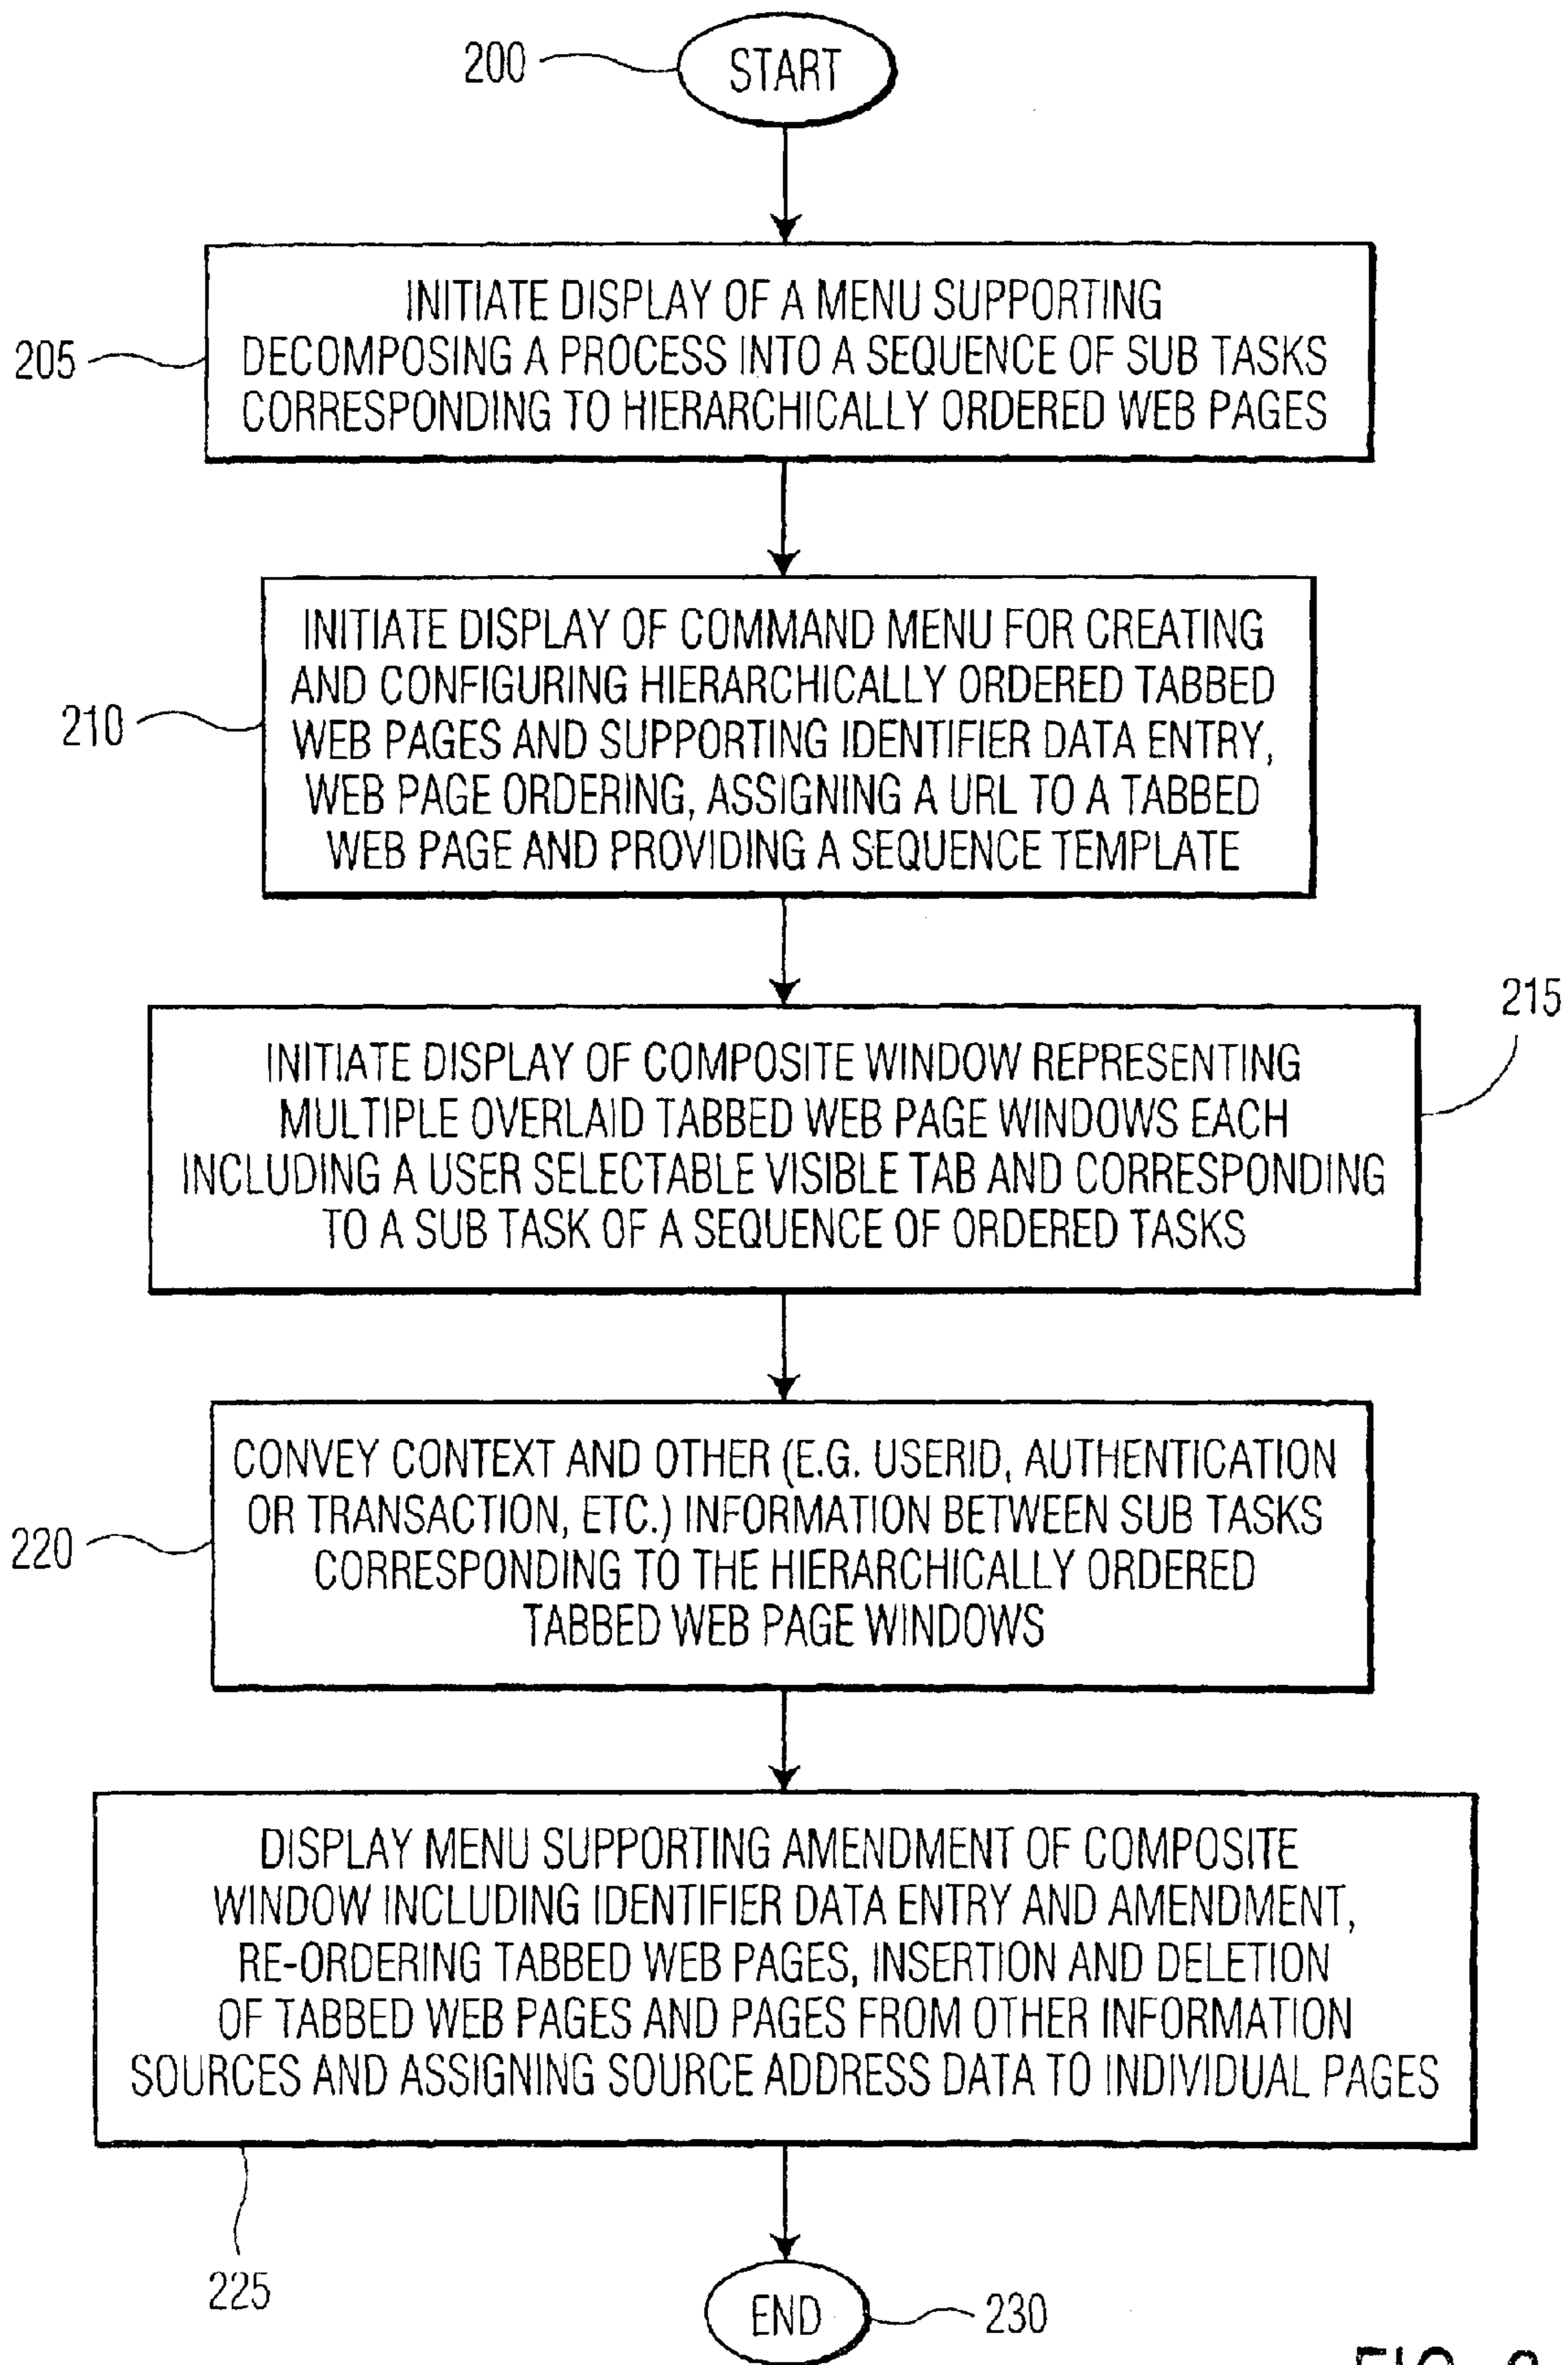 200
START
205
INITIATE DISPLAY OF A MENU SUPPORTING
DECOMPOSING A PROCESS INTO A SEQUENCE OF SUB TASKS
CORRESPONDING TO HIERARCHICALLY ORDERED WEB PAGES
210
INITIATE DISPLAY OF COMMAND MENU FOR CREATING
AND CONFIGURING HIERARCHICALLY ORDERED TABBED
WEB PAGES AND SUPPORTING IDENTIFIER DATA ENTRY,
WEB PAGE ORDERING, ASSIGNING A URL TO A TABBED
WEB PAGE AND PROVIDING A SEQUENCE TEMPLATE
215
INITIATE DISPLAY OF COMPOSITE WINDOW REPRESENTING
MULTIPLE OVERLAID TABBED WEB PAGE WINDOWS EACH
INCLUDING A USER SELECTABLE VISIBLE TAB AND CORRESPONDING
TO A SUB TASK OF A SEQUENCE OF ORDERED TASKS
220
CONVEY CONTEXT AND OTHER (E.G. USERID, AUTHENTICATION
OR TRANSACTION, ETC.) INFORMATION BETWEEN SUB TASKS
CORRESPONDING TO THE HIERARCHICALLY ORDERED
TABBED WEB PAGE WINDOWS
DISPLAY MENU SUPPORTING AMENDMENT OF COMPOSITE
WINDOW INCLUDING IDENTIFIER DATA ENTRY AND AMENDMENT,
RE-ORDERING TABBED WEB PAGES, INSERTION AND DELETION
OF TABBED WEB PAGES AND PAGES FROM OTHER INFORMATION
SOURCES AND ASSIGNING SOURCE ADDRESS DATA TO INDIVIDUAL PAGES
225
END
230
FIG.